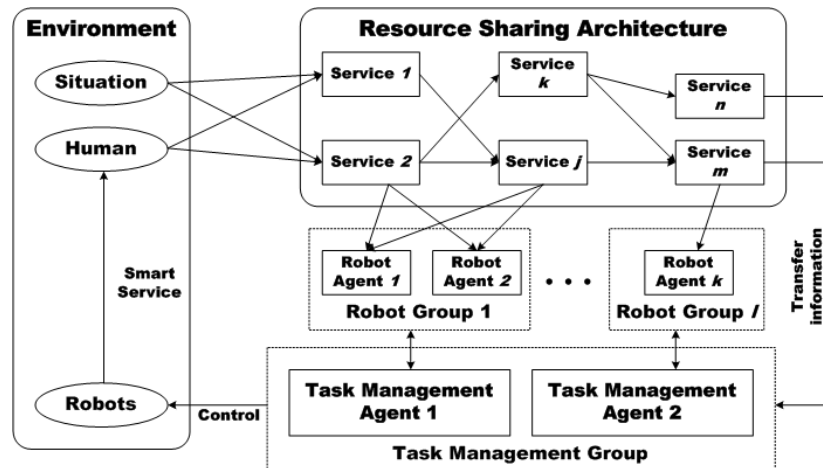 Environment
Situation
Human
Smart
Service
Robots
Control
Resource Sharing Architecture
Service 1
Service
k
Service
n
Service 2
Service j
Service
m
Robot
Agent 1
Robot
Agent 2
• • •
Robot
Agent k
Robot Group 1
Robot Group l
Transfer
information
Task Management
Agent 1
Task Management
Agent 2
Task Management Group